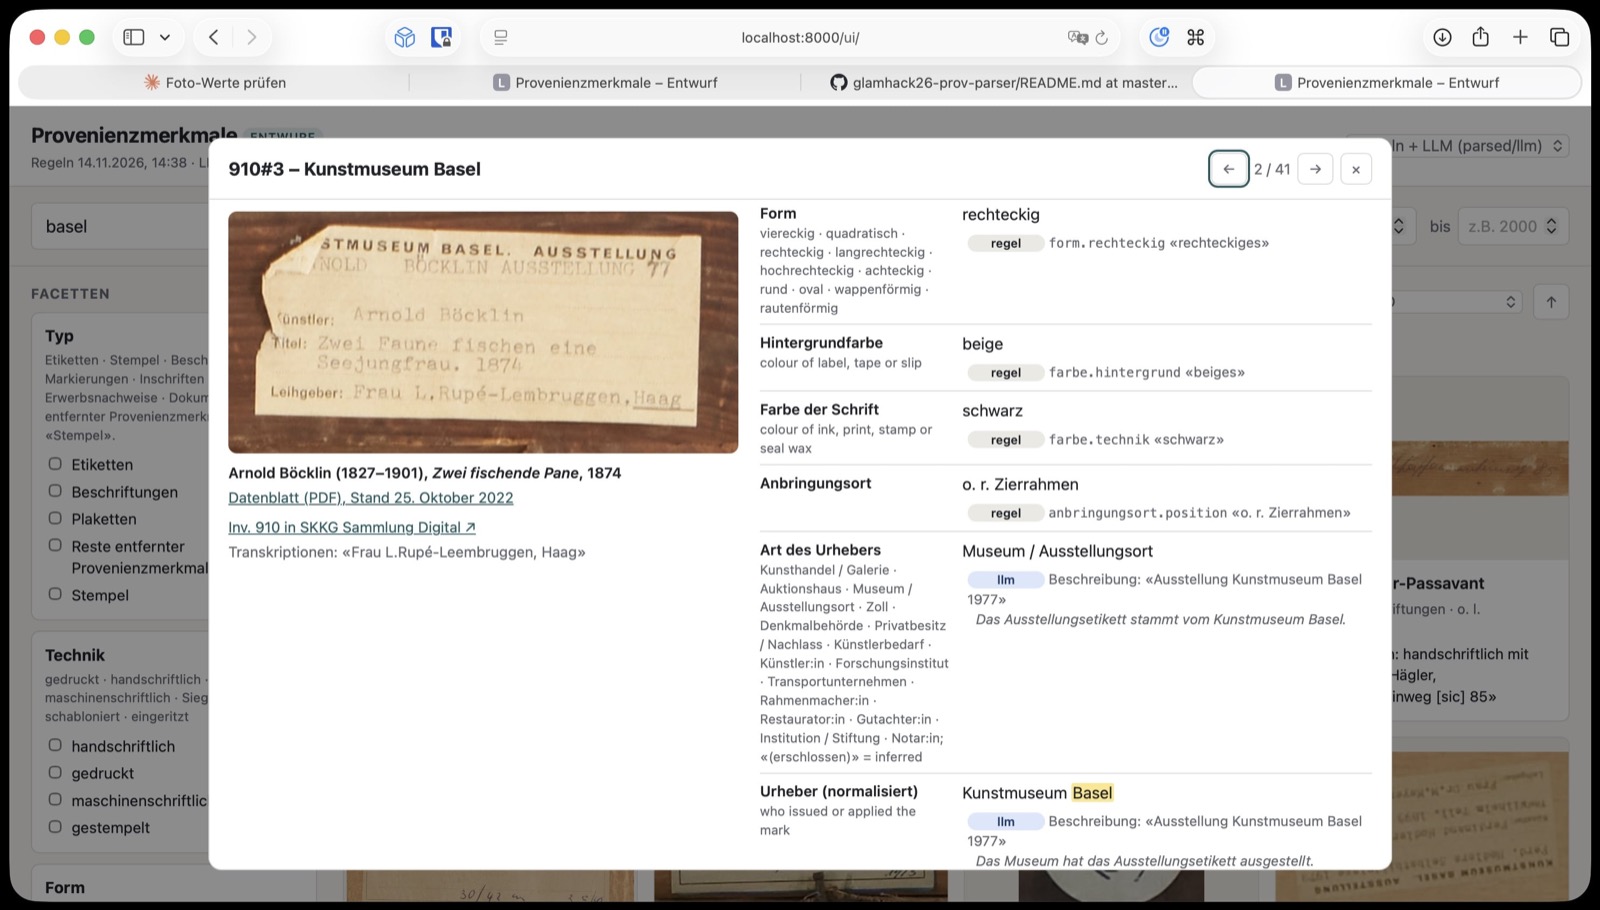 localhost:8000/ui/
Foto-Werte prüfen
Provenienzmerkmale – Entwurf
glamhack26-prov-parser/README.md at master...
Provenienzmerkmale – Entwurf
Provenienzmerkmale ENTWURF
Regeln 14.11.2026, 14:38 · L
ln + LLM (parsed/llm)
basel
bis
z.B. 2000
FACETTEN
Typ
Etiketten · Stempel · Besch
Markierungen · Inschriften
Erwerbsnachweise · Dokum
entfernter Provenienzmerk
«Stempel».
Etiketten
Beschriftungen
Plaketten
Reste entfernter
Provenienzmerkmal
Stempel
Technik
gedruckt · handschriftlich ·
maschinenschriftlich · Sieg
schabloniert · eingeritzt
handschriftlich
gedruckt
maschinenschriftlic
gestempelt
Form
910#3 – Kunstmuseum Basel
2 / 41
STMUSEUM BASEL. AUSSTELLUNG
NOLD BÖCKLIN AUSSTELLUNG 77
Künstler: Arnold Böcklin
Titel: Zwei Faune fischen eine
Seejungfrau. 1874
Leihgeber: Frau L.Rupé-Lembruggen,Haag
Arnold Böcklin (1827–1901), Zwei fischende Pane, 1874
Datenblatt (PDF), Stand 25. Oktober 2022
Inv. 910 in SKKG Sammlung Digital ↗
Transkriptionen: «Frau L.Rupé-Leembruggen, Haag»
Form
viereckig · quadratisch ·
rechteckig · langrechteckig ·
hochrechteckig · achteckig ·
rund · oval · wappenförmig ·
rautenförmig
rechteckig
regel form.rechteckig «rechteckiges»
Hintergrundfarbe
colour of label, tape or slip
beige
regel farbe.hintergrund «beiges»
Farbe der Schrift
colour of ink, print, stamp or
seal wax
schwarz
regel farbe.technik «schwarz»
Anbringungsort
o. r. Zierrahmen
regel anbringungsort.position «o. r. Zierrahmen»
Art des Urhebers
Kunsthandel / Galerie ·
Auktionshaus · Museum /
Ausstellungsort · Zoll ·
Denkmalbehörde · Privatbesitz
/ Nachlass · Künstlerbedarf ·
Künstler:in · Forschungsinstitut
· Transportunternehmen ·
Rahmenmacher:in ·
Restaurator:in · Gutachter:in ·
Institution / Stiftung · Notar:in;
«(erschlossen)» = inferred
Museum / Ausstellungsort
llm Beschreibung: «Ausstellung Kunstmuseum Basel
1977»
Das Ausstellungsetikett stammt vom Kunstmuseum Basel.
Urheber (normalisiert)
who issued or applied the
mark
Kunstmuseum Basel
llm Beschreibung: «Ausstellung Kunstmuseum Basel
1977»
Das Museum hat das Ausstellungsetikett ausgestellt.
r-Passavant
iftungen · o. l.
n: handschriftlich mit
Hägler,
inweg [sic] 85»